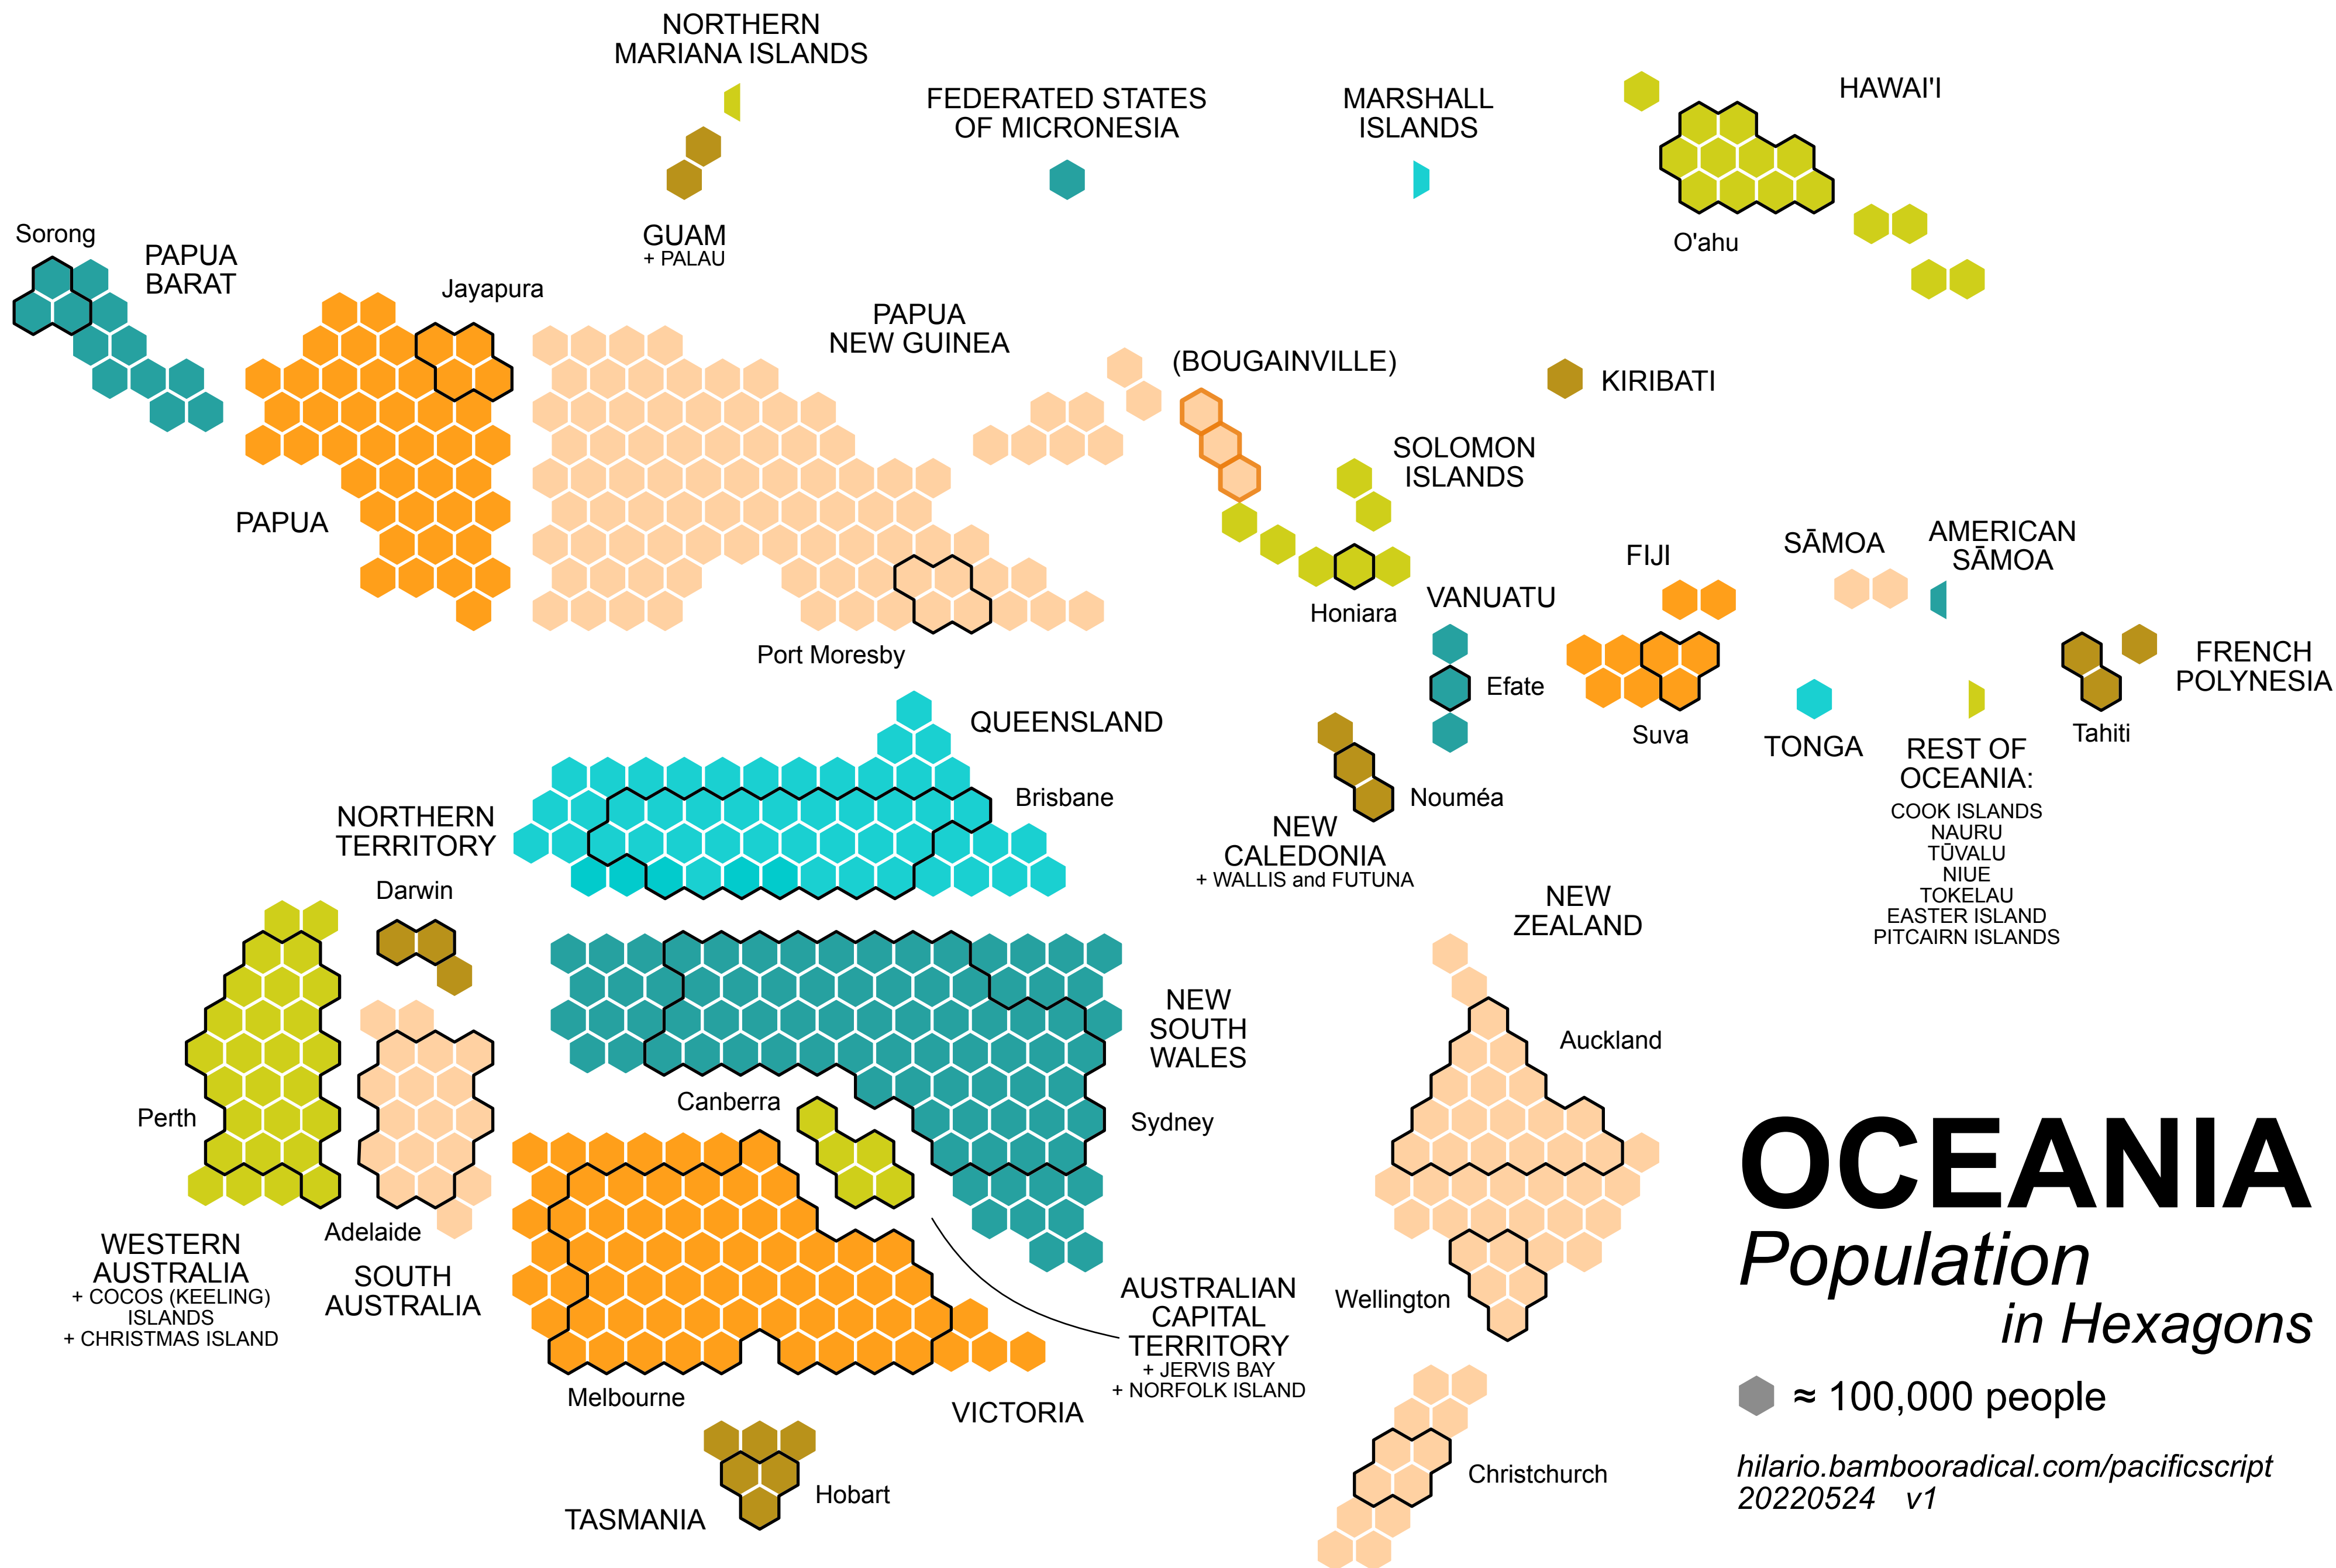 NORTHERN
MARIANA ISLANDS
FEDERATED STATES
OF MICRONESIA
MARSHALL
ISLANDS
HAWAI'I
O'ahu
GUAM
+ PALAU
Sorong
PAPUA
BARAT
Jayapura
PAPUA
NEW GUINEA
(BOUGAINVILLE)
KIRIBATI
SOLOMON
ISLANDS
PAPUA
Honiara
VANUATU
Efate
FIJI
Suva
SĀMOA
AMERICAN
SĀMOA
FRENCH
POLYNESIA
Tahiti
TONGA
REST OF
OCEANIA:
COOK ISLANDS
NAURU
TŪVALU
NIUE
TOKELAU
EASTER ISLAND
PITCAIRN ISLANDS
Port Moresby
QUEENSLAND
Brisbane
Nouméa
NEW
CALEDONIA
+ WALLIS and FUTUNA
NORTHERN
TERRITORY
Darwin
NEW
ZEALAND
Auckland
NEW
SOUTH
WALES
Canberra
Sydney
Perth
Adelaide
WESTERN
AUSTRALIA
+ COCOS (KEELING)
ISLANDS
+ CHRISTMAS ISLAND
SOUTH
AUSTRALIA
AUSTRALIAN
CAPITAL
TERRITORY
+ JERVIS BAY
+ NORFOLK ISLAND
Wellington
Melbourne
VICTORIA
Christchurch
TASMANIA
Hobart
OCEANIA
Population
in Hexagons
≈ 100,000 people
hilario.bambooradical.com/pacificscript
20220524 v1